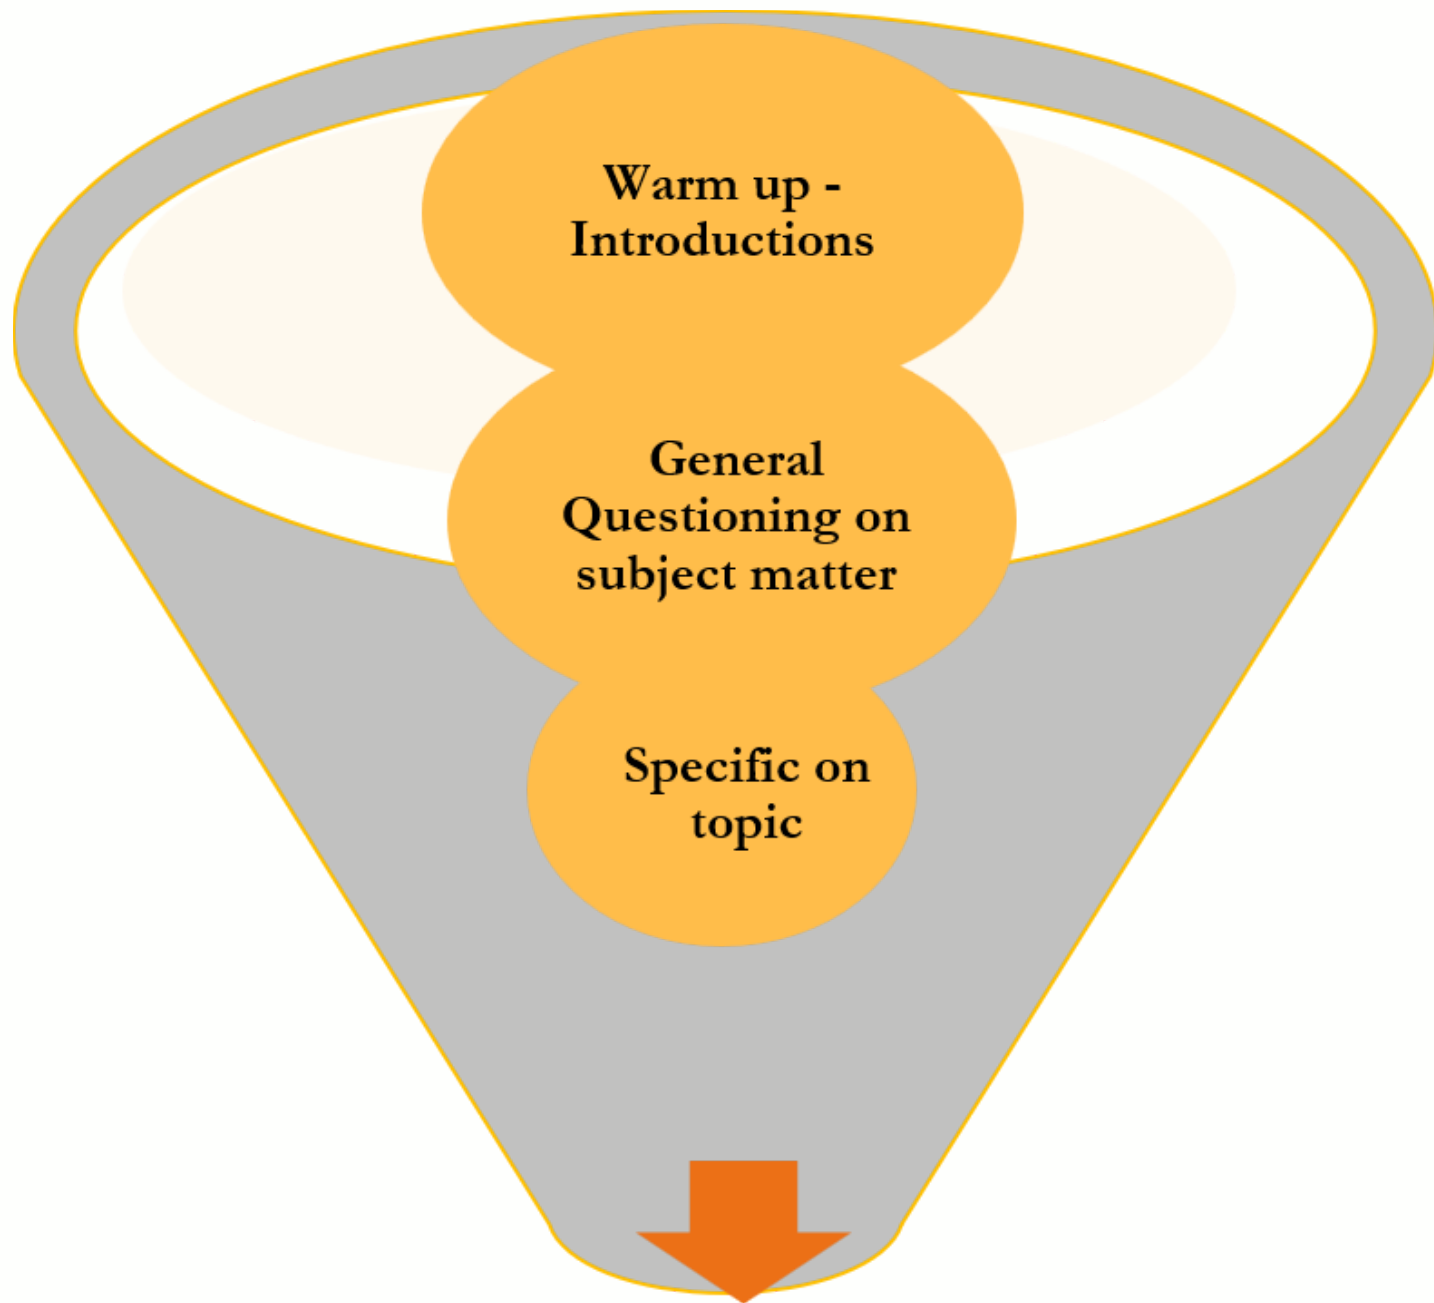 Warm up -
Introductions
General
Questioning on
subject matter
Specific on
topic